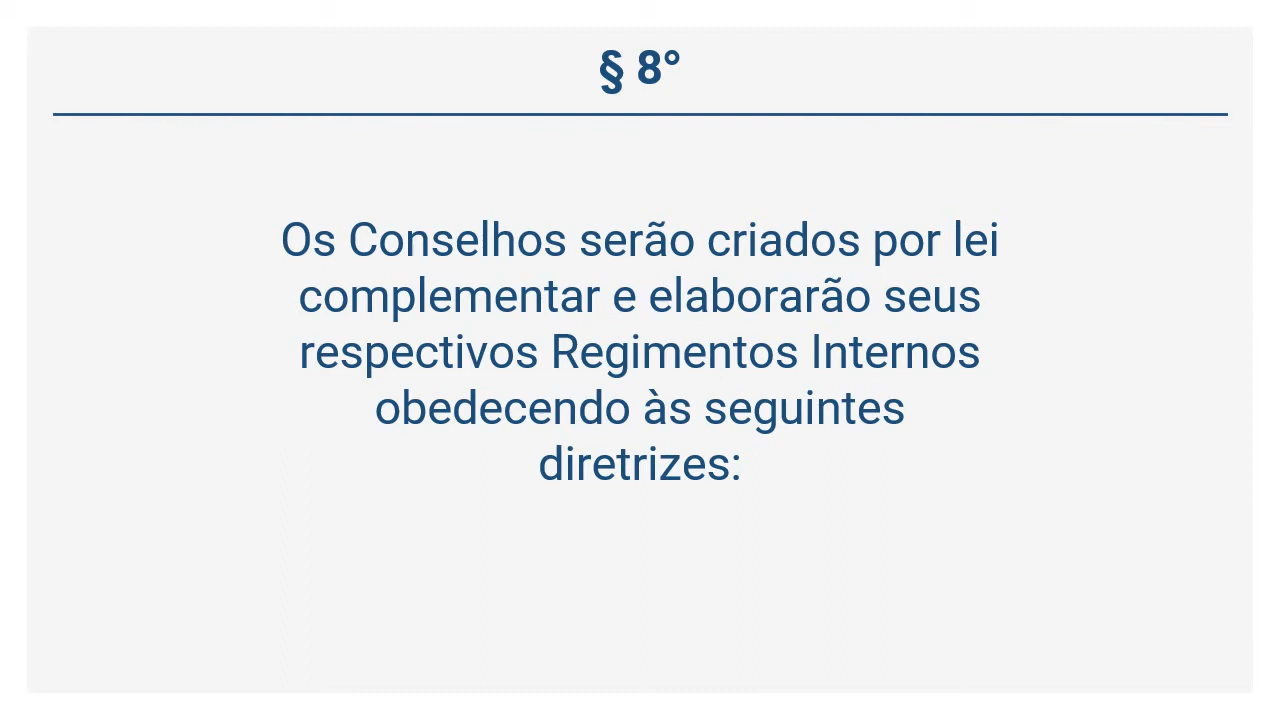 § 8°
Os Conselhos serão criados por lei
complementar e elaborarão seus
respectivos Regimentos Internos
obedecendo às seguintes
diretrizes: